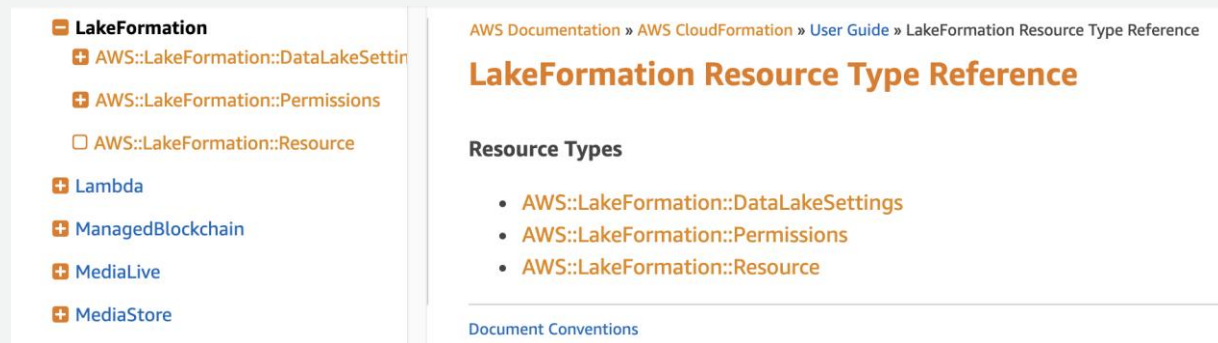 LakeFormation
AWS::LakeFormation::DataLakeSettin
AWS::LakeFormation::Permissions
AWS::LakeFormation::Resource
Lambda
ManagedBlockchain
MediaLive
MediaStore
AWS Documentation » AWS CloudFormation » User Guide » LakeFormation Resource Type Reference
LakeFormation Resource Type Reference
Resource Types
• AWS::LakeFormation::DataLakeSettings
• AWS::LakeFormation::Permissions
• AWS::LakeFormation::Resource
Document Conventions